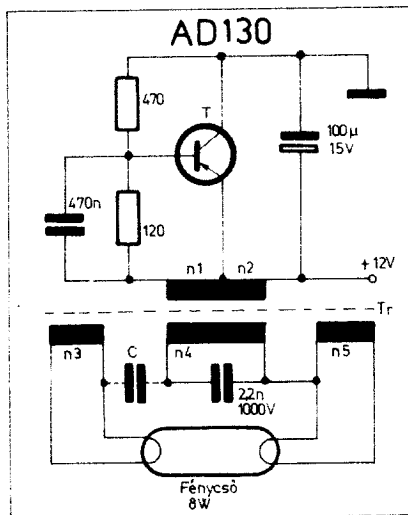 AD130
470
T
100µ
15V
470n
120
n1 n2
+12V
Tr
n3
C
n4
n5
2,2n
1000V
Fénycső
8W